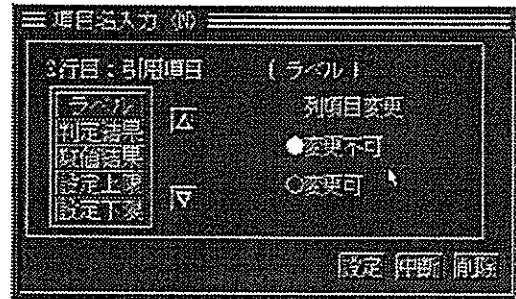 項目名入力 (N)
行目：引用項目
(ラベル)
ラベル
判定結果
数値結果
設定上限
設定下限
列項目変更
変更不可
変更可
設定 中断 削除